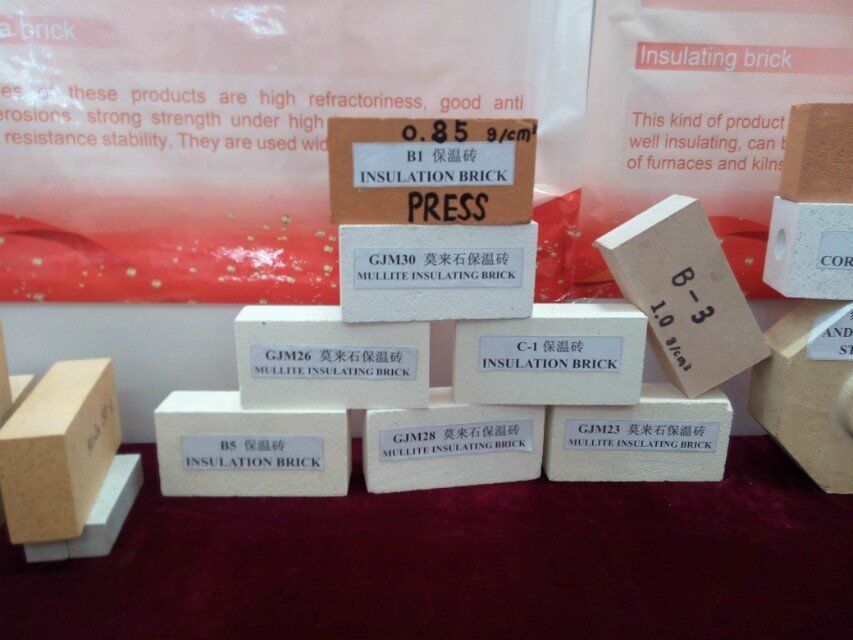 a brick
es of these products are high refractoriness, good anti
erosions, strong strength under high
resistance stability. They are used wid
Insulating brick
This kind of product
well insulating, can b
of furnaces and kilns
0.85 g/cm³
B1 保温砖
INSULATION BRICK
PRESS
GJM30 莫来石保温砖
MULLITE INSULATING BRICK
GJM26 莫来石保温砖
MULLITE INSULATING BRICK
C-1 保温砖
INSULATION BRICK
B-3
1.0 g/cm3
B5 保温砖
INSULATION BRICK
GJM28 莫来石保温砖
MULLITE INSULATING BRICK
GJM23 莫来石保温砖
MULLITE INSULATING BRICK
COR
AND
ST